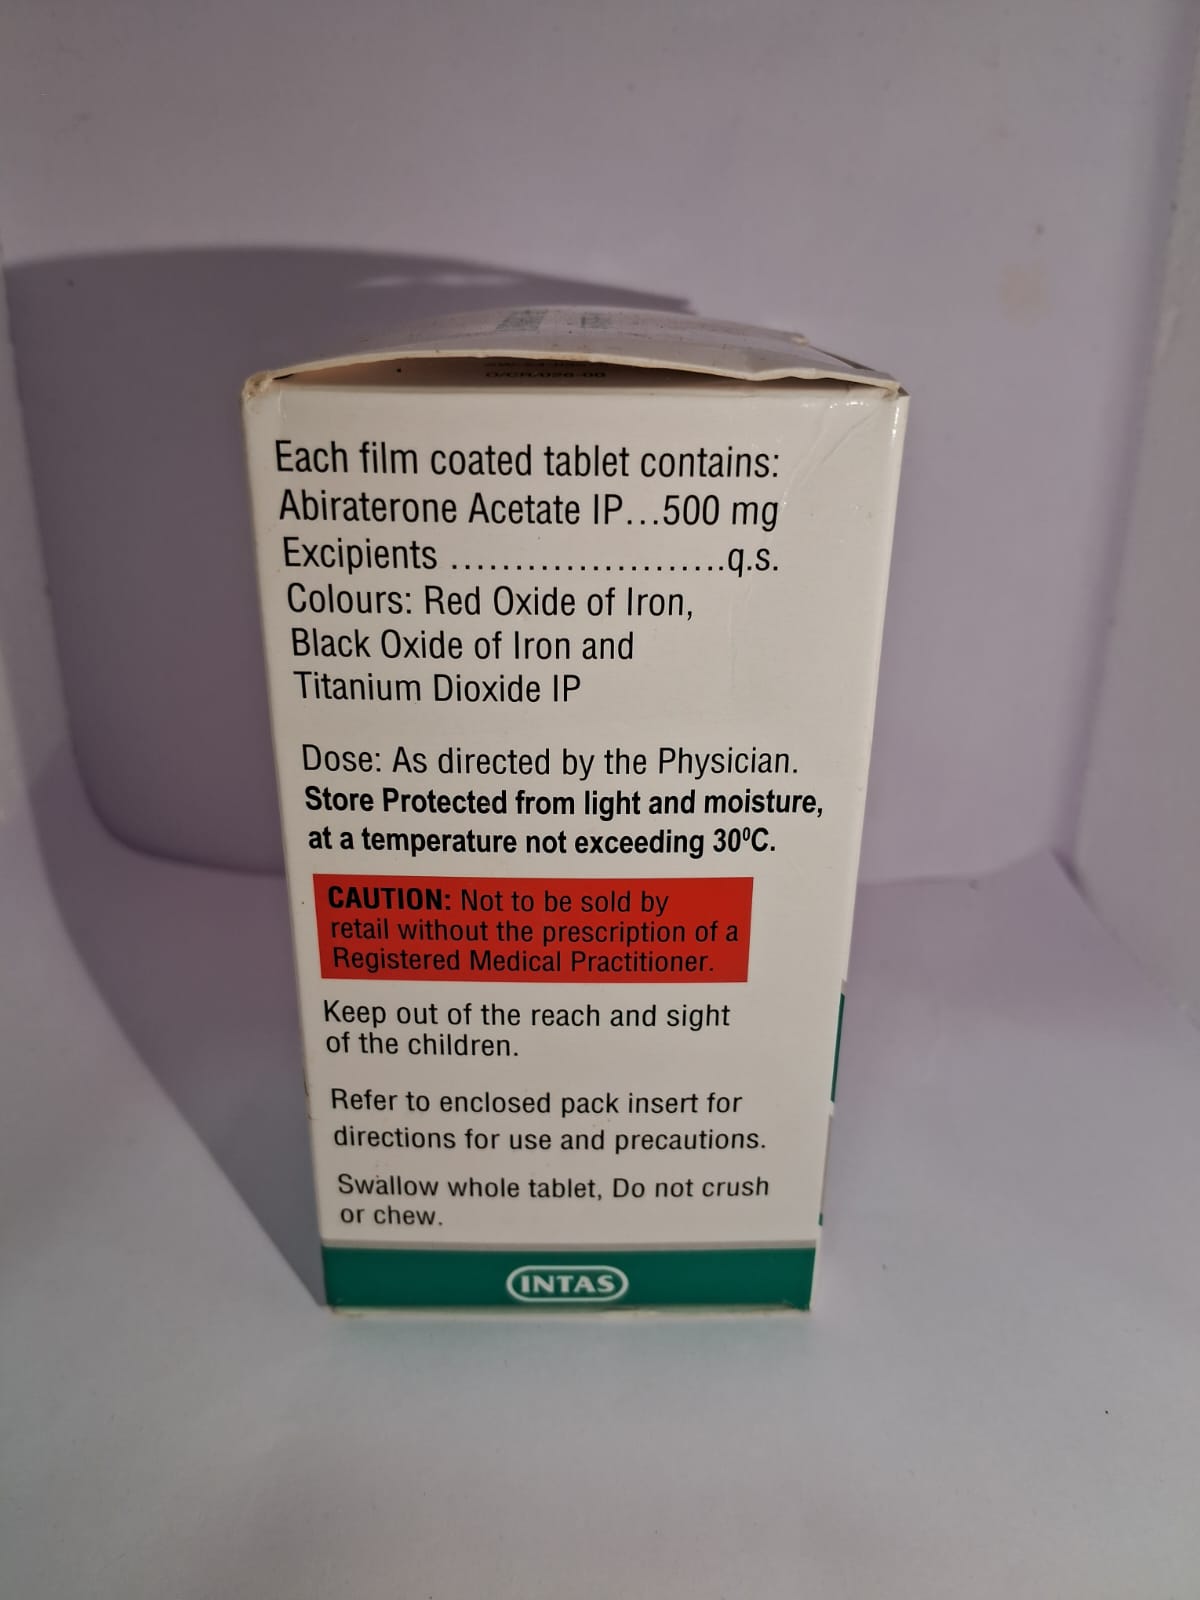 Each film coated tablet contains:
Abiraterone Acetate IP...500 mg
Excipients .......................q.s.
Colours: Red Oxide of Iron,
Black Oxide of Iron and
Titanium Dioxide IP
Dose: As directed by the Physician.
Store Protected from light and moisture,
at a temperature not exceeding 30⁰C.
CAUTION: Not to be sold by
retail without the prescription of a
Registered Medical Practitioner.
Keep out of the reach and sight
of the children.
Refer to enclosed pack insert for
directions for use and precautions.
Swallow whole tablet, Do not crush
or chew.
INTAS